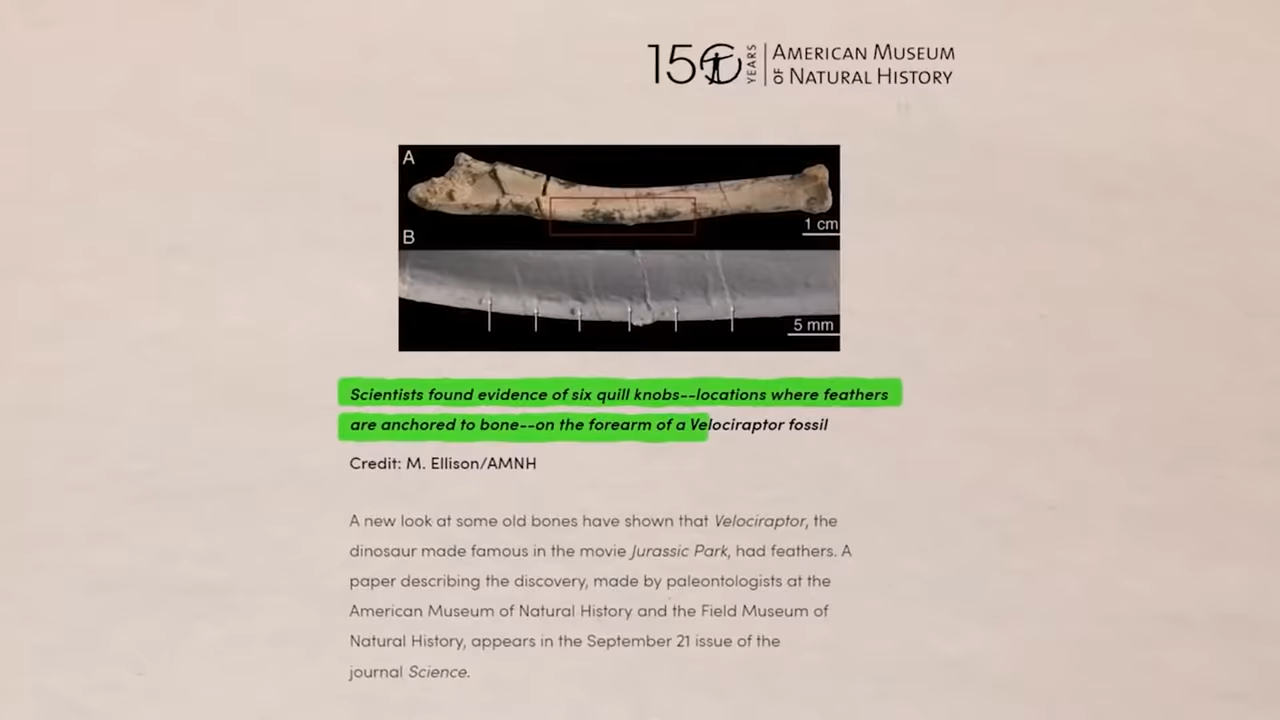 150 YEARS
AMERICAN MUSEUM
OF NATURAL HISTORY
A
1 cm
B
5 mm
Scientists found evidence of six quill knobs--locations where feathers
are anchored to bone--on the forearm of a Velociraptor fossil
Credit: M. Ellison/AMNH
A new look at some old bones have shown that Velociraptor, the
dinosaur made famous in the movie Jurassic Park, had feathers. A
paper describing the discovery, made by paleontologists at the
American Museum of Natural History and the Field Museum of
Natural History, appears in the September 21 issue of the
journal Science.